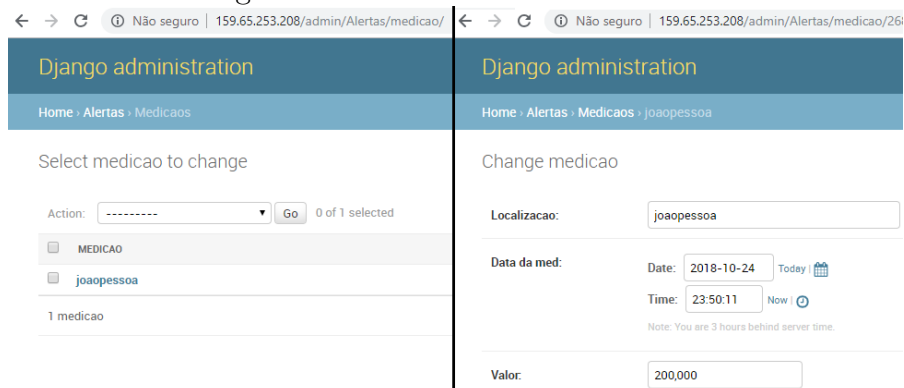 Não seguro | 159.65.253.208/admin/Alertas/medicao/
Django administration
Home › Alertas › Medicaos
Select medicao to change
Action: --------- Go 0 of 1 selected
MEDICAO
joaopessoa
1 medicao
Não seguro | 159.65.253.208/admin/Alertas/medicao/268
Django administration
Home › Alertas › Medicaos › joaopessoa
Change medicao
Localizacao: joaopessoa
Data da med: Date: 2018-10-24 Today |
Time: 23:50:11 Now |
Note: You are 3 hours behind server time.
Valor: 200,000